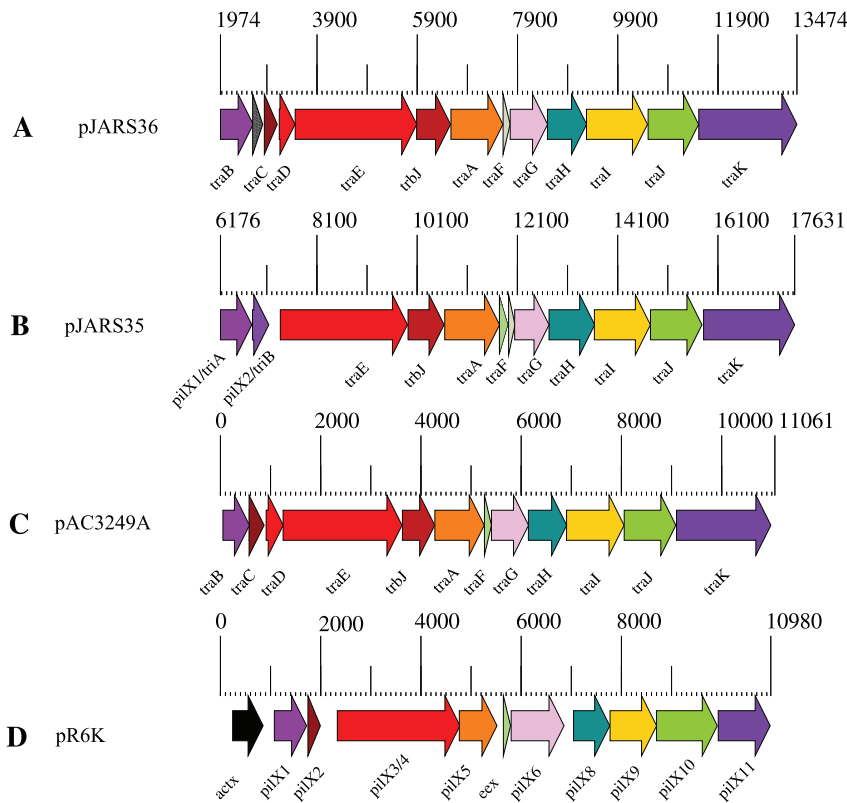 1974 3900 5900 7900 9900 11900 13474
A pJARS36
traB traC traD traE trbJ traA traF traG traH traI traJ traK
6176 8100 10100 12100 14100 16100 17631
B pJARS35
pilX1/triA pilX2/triB traE trbJ traA traF traG traH traI traJ traK
0 2000 4000 6000 8000 10000 11061
C pAC3249A
traB traC traD traE trbJ traA traF traG traH traI traJ traK
0 2000 4000 6000 8000 10980
D pR6K
actx pilX1 pilX2 pilX3/4 pilX5 eex pilX6 pilX8 pilX9 pilX10 pilX11